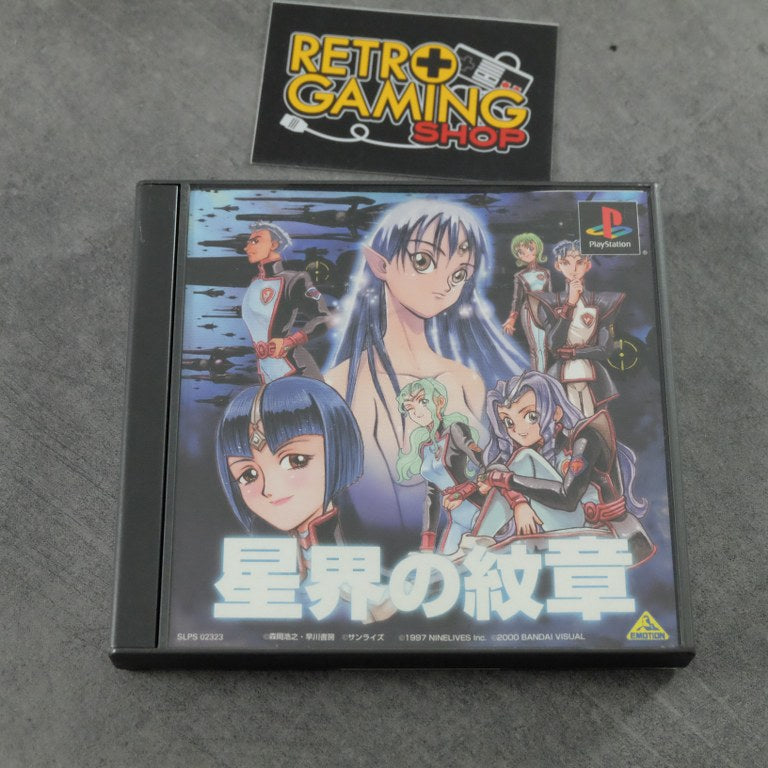 RETRO
GAMING
SHOP
PlayStation
星界の紋章
SLPS 02323 ©森岡浩之・早川書房 ©サンライズ ©1997 NINELIVES Inc. ©2000 BANDAI VISUAL
EMOTION